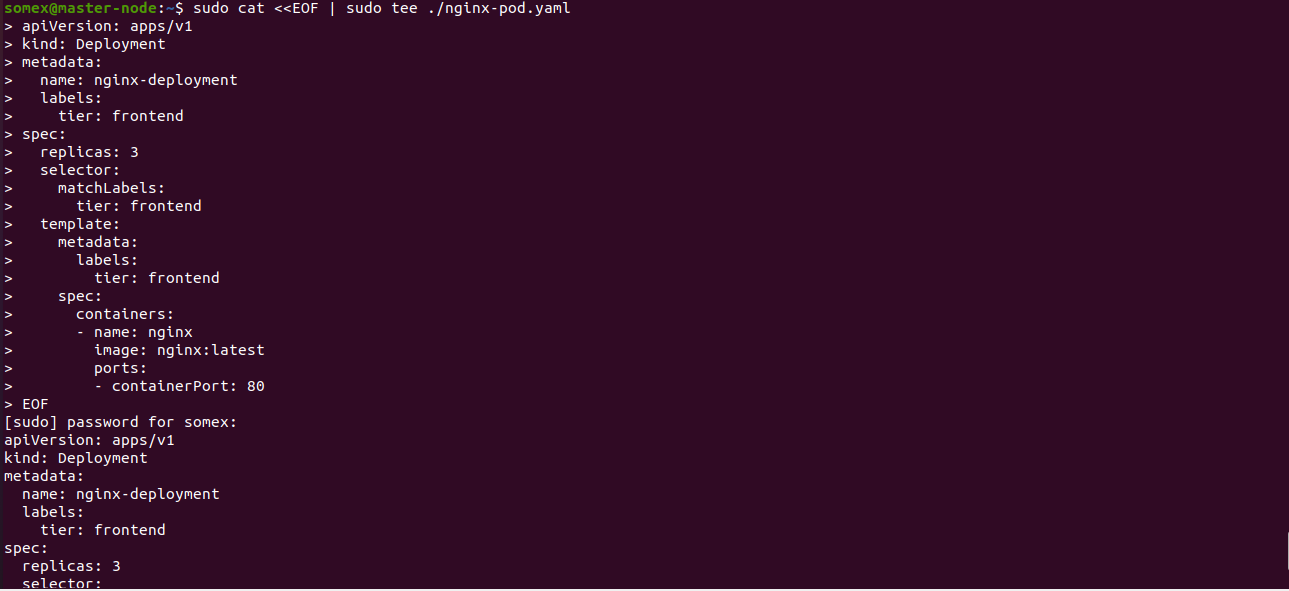 somex@master-node:~$ sudo cat <<EOF | sudo tee ./nginx-pod.yaml
> apiVersion: apps/v1
> kind: Deployment
> metadata:
>   name: nginx-deployment
>   labels:
>     tier: frontend
> spec:
>   replicas: 3
>   selector:
>     matchLabels:
>       tier: frontend
>   template:
>     metadata:
>       labels:
>         tier: frontend
>     spec:
>       containers:
>       - name: nginx
>         image: nginx:latest
>         ports:
>         - containerPort: 80
> EOF
[sudo] password for somex:
apiVersion: apps/v1
kind: Deployment
metadata:
  name: nginx-deployment
  labels:
    tier: frontend
spec:
  replicas: 3
  selector: